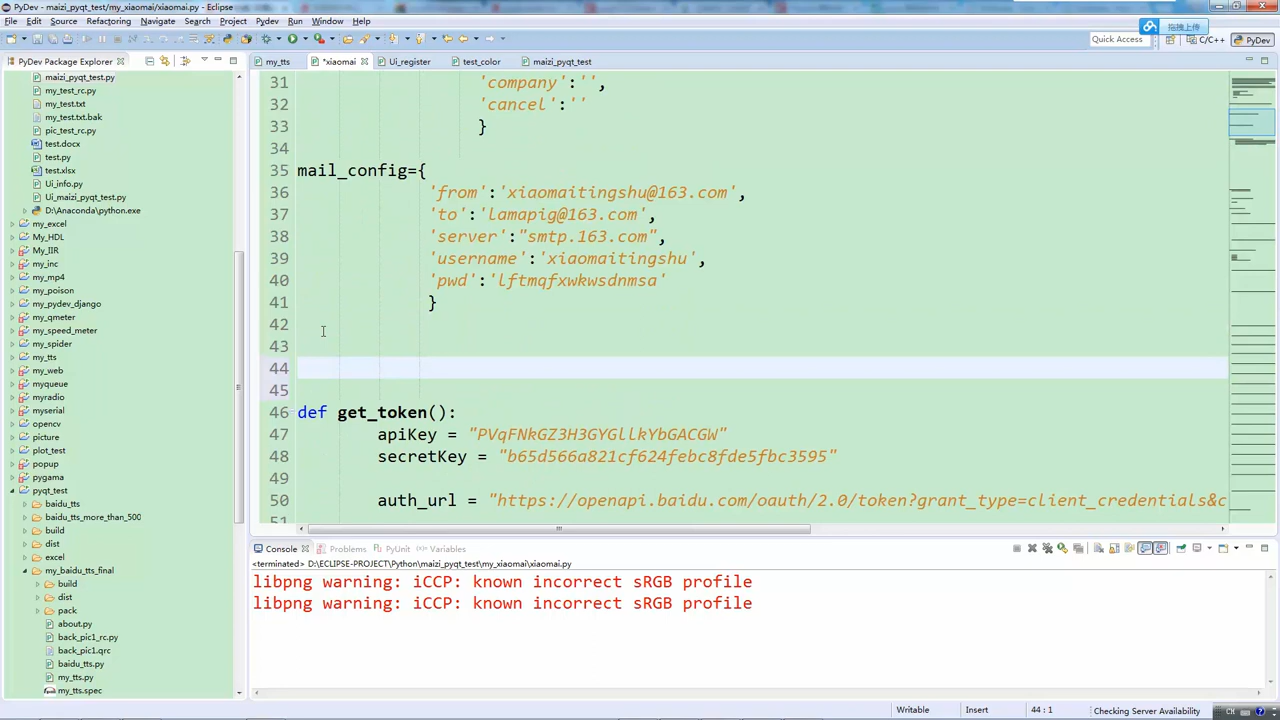 PyDev - maizi_pyqt_test/my_xiaomai/xiaomai.py - Eclipse
File Edit Source Refactoring Navigate Search Project Pydev Run Window Help
拖拽上传
Quick Access
C/C++
PyDev
PyDev Package Explorer
my_tts
*xiaomai
Ui_register
test_color
maizi_pyqt_test
maizi_pyqt_test.py
my_test_rc.py
my_test.txt
my_test.txt.bak
pic_test_rc.py
test.docx
test.py
test.xlsx
Ui_info.py
Ui_maizi_pyqt_test.py
D:\Anaconda\python.exe
my_excel
My_HDL
My_IIR
my_inc
my_mp4
my_poison
my_pydev_django
my_qmeter
my_speed_meter
my_spider
my_tts
my_web
myqueue
myradio
myserial
opencv
picture
plot_test
popup
pygama
pyqt_test
baidu_tts
baidu_tts_more_than_500
build
dist
excel
my_baidu_tts_final
build
dist
pack
about.py
back_pic1_rc.py
back_pic1.qrc
baidu_tts.py
my_tts.py
my_tts.spec
31 'company':'',
32 'cancel':''
33 }
34
35 mail_config={
36 'from':'xiaomaitingshu@163.com',
37 'to':'lamapig@163.com',
38 'server':"smtp.163.com",
39 'username':'xiaomaitingshu',
40 'pwd':'lftmqfxwkwsdnmsa'
41 }
42
43
44
45
46 def get_token():
47 apiKey = "PVqFNkGZ3H3GYGllkYbGACGW"
48 secretKey = "b65d566a821cf624febc8fde5fbc3595"
49
50 auth_url = "https://openapi.baidu.com/oauth/2.0/token?grant_type=client_credentials&c
Console Problems PyUnit Variables
<terminated> D:\ECLIPSE-PROJECT\Python\maizi_pyqt_test\my_xiaomai\xiaomai.py
libpng warning: iCCP: known incorrect sRGB profile
libpng warning: iCCP: known incorrect sRGB profile
Writable Insert 44 : 1 Checking Server Availability CH